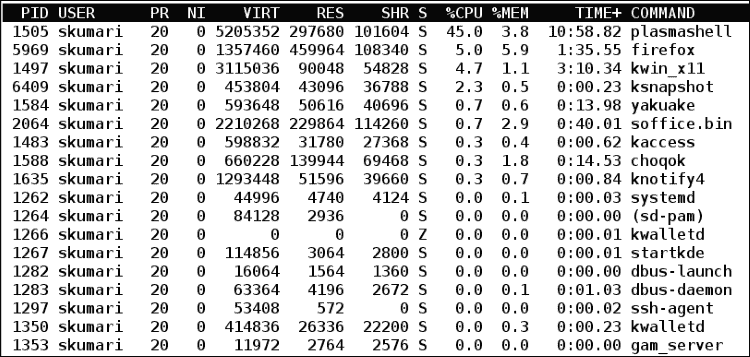 PID USER PR NI VIRT RES SHR S %CPU %MEM TIME+ COMMAND
1505 skumari 20 0 5205352 297680 101604 S 45.0 3.8 10:58.82 plasmashell
5969 skumari 20 0 1357460 459964 108340 S 5.0 5.9 1:35.55 firefox
1497 skumari 20 0 3115036 90048 54828 S 4.7 1.1 3:10.34 kwin_x11
6409 skumari 20 0 453804 43096 36788 S 2.3 0.5 0:00.23 ksnapshot
1584 skumari 20 0 593648 50616 40696 S 0.7 0.6 0:13.98 yakuake
2064 skumari 20 0 2210268 229864 114260 S 0.7 2.9 0:40.01 soffice.bin
1483 skumari 20 0 598832 31780 27368 S 0.3 0.4 0:00.62 kaccess
1588 skumari 20 0 660228 139944 69468 S 0.3 1.8 0:14.53 choqok
1635 skumari 20 0 1293448 51596 39660 S 0.3 0.7 0:00.84 knotify4
1262 skumari 20 0 44996 4740 4124 S 0.0 0.1 0:00.03 systemd
1264 skumari 20 0 84128 2936 0 S 0.0 0.0 0:00.00 (sd-pam)
1266 skumari 20 0 0 0 0 Z 0.0 0.0 0:00.01 kwalletd
1267 skumari 20 0 114856 3064 2800 S 0.0 0.0 0:00.01 startkde
1282 skumari 20 0 16064 1564 1360 S 0.0 0.0 0:00.00 dbus-launch
1283 skumari 20 0 63364 4196 2672 S 0.0 0.1 0:01.03 dbus-daemon
1297 skumari 20 0 53408 572 0 S 0.0 0.0 0:00.02 ssh-agent
1350 skumari 20 0 414836 26336 22200 S 0.0 0.3 0:00.23 kwalletd
1353 skumari 20 0 11972 2764 2576 S 0.0 0.0 0:00.00 gam_server